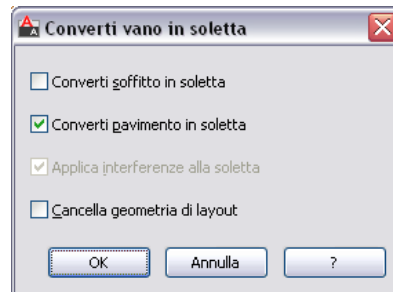 Converti vano in soletta
Converti soffitto in soletta
Converti pavimento in soletta
Applica interferenze alla soletta
Cancella geometria di layout
OK Annulla ?